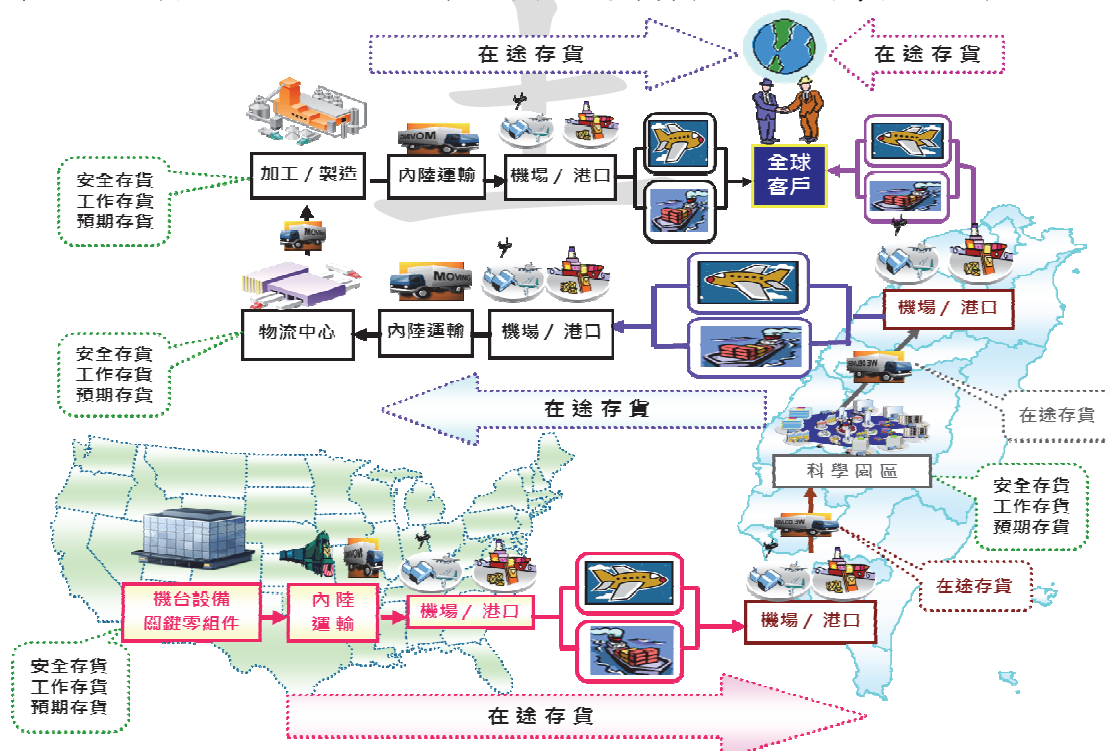 在途存貨
在途存貨
加工 / 製造
內陸運輸
機場 / 港口
全球
客戶
安全存貨
工作存貨
預期存貨
MOVING
MOVING
物流中心
內陸運輸
機場 / 港口
機場 / 港口
安全存貨
工作存貨
預期存貨
在途存貨
在途存貨
科學園區
安全存貨
工作存貨
預期存貨
在途存貨
機台設備
關鍵零組件
內陸
運輸
機場 / 港口
機場 / 港口
安全存貨
工作存貨
預期存貨
在途存貨